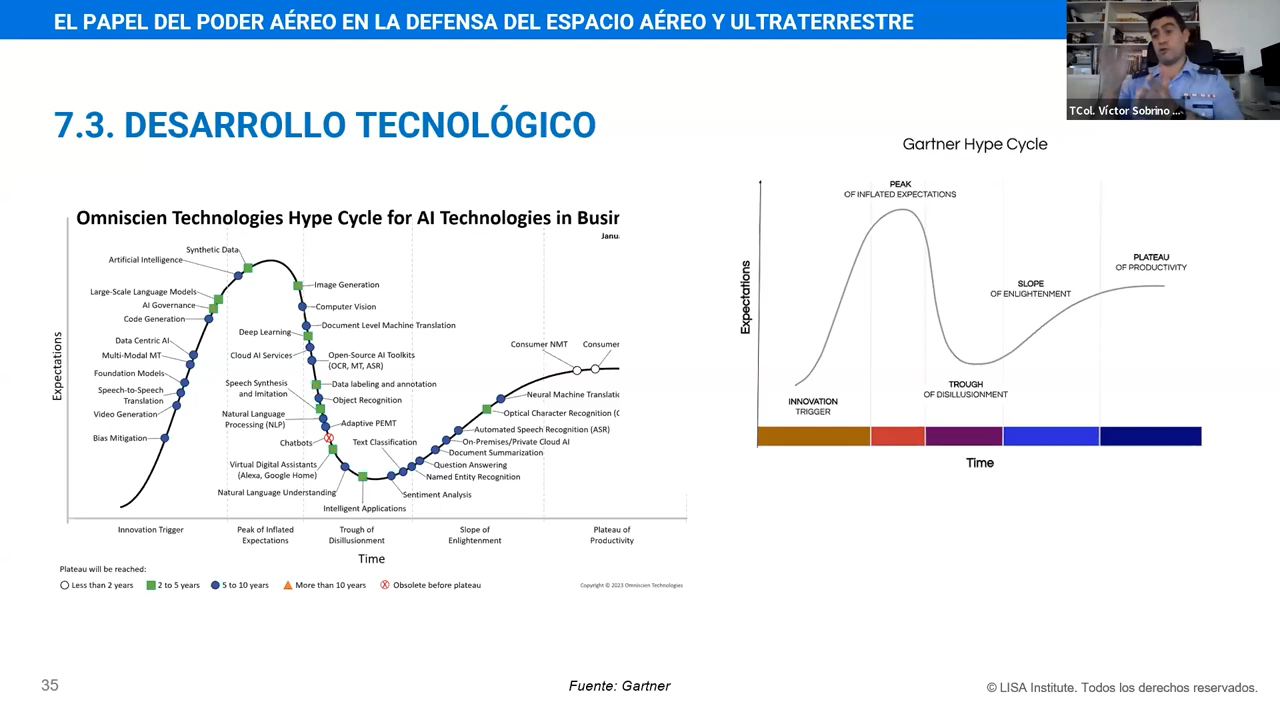 EL PAPEL DEL PODER AÉREO EN LA DEFENSA DEL ESPACIO AÉREO Y ULTRATERRESTRE
TCol. Víctor Sobrino ...
7.3. DESARROLLO TECNOLÓGICO
Omniscien Technologies Hype Cycle for AI Technologies in Busir
Janu
Expectations
Synthetic Data
Artificial Intelligence
Large-Scale Language Models
AI Governance
Code Generation
Data Centric AI
Multi-Modal MT
Foundation Models
Speech-to-Speech
Translation
Video Generation
Bias Mitigation
Image Generation
Computer Vision
Document Level Machine Translation
Deep Learning
Cloud AI Services
Open-Source AI Toolkits
(OCR, MT, ASR)
Speech Synthesis
and Imitation
Data labeling and annotation
Object Recognition
Natural Language
Processing (NLP)
Adaptive PEMT
Chatbots
Text Classification
Virtual Digital Assistants
(Alexa, Google Home)
Natural Language Understanding
Intelligent Applications
Sentiment Analysis
Named Entity Recognition
Question Answering
Document Summarization
On-Premises/Private Cloud AI
Automated Speech Recognition (ASR)
Optical Character Recognition (C
Neural Machine Translatic
Consumer NMT
Consumer
Innovation Trigger
Peak of Inflated
Expectations
Trough of
Disillusionment
Slope of
Enlightenment
Plateau of
Productivity
Time
Plateau will be reached:
Less than 2 years
2 to 5 years
5 to 10 years
More than 10 years
Obsolete before plateau
Copyright © 2023 Omniscien Technologies
Gartner Hype Cycle
Expectations
PEAK
OF INFLATED EXPECTATIONS
PLATEAU
OF PRODUCTIVITY
SLOPE
OF ENLIGHTENMENT
TROUGH
OF DISILLUSIONMENT
INNOVATION
TRIGGER
Time
35
Fuente: Gartner
© LISA Institute. Todos los derechos reservados.